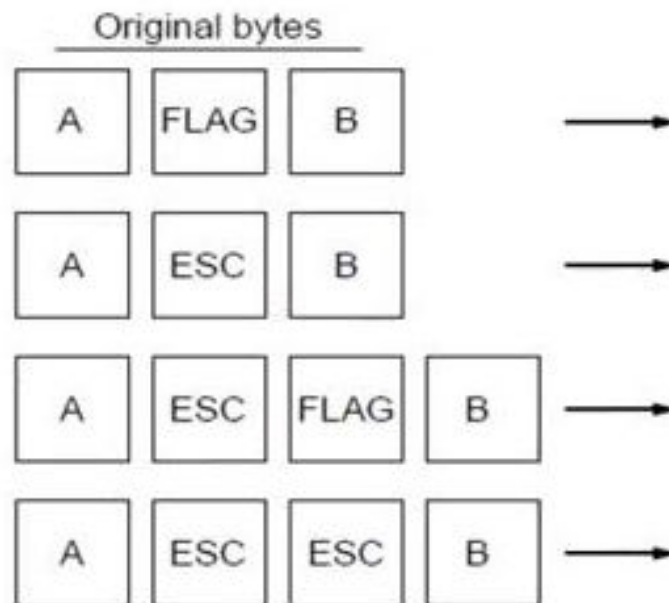 Original bytes
A FLAG B
A ESC B
A ESC FLAG B
A ESC ESC B